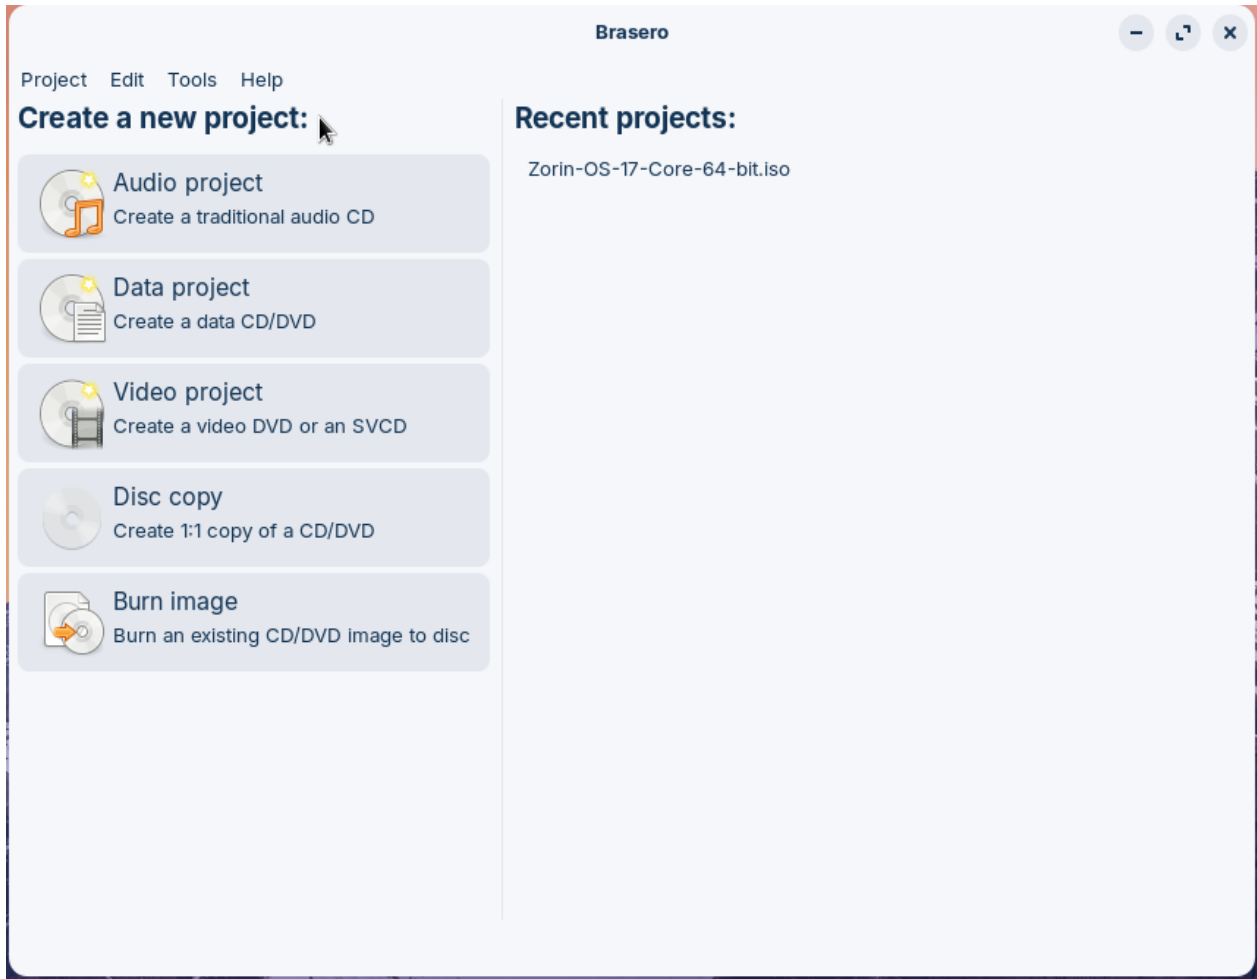 Brasero
Project Edit Tools Help
Create a new project:
Audio project
Create a traditional audio CD
Data project
Create a data CD/DVD
Video project
Create a video DVD or an SVCD
Disc copy
Create 1:1 copy of a CD/DVD
Burn image
Burn an existing CD/DVD image to disc
Recent projects:
Zorin-OS-17-Core-64-bit.iso